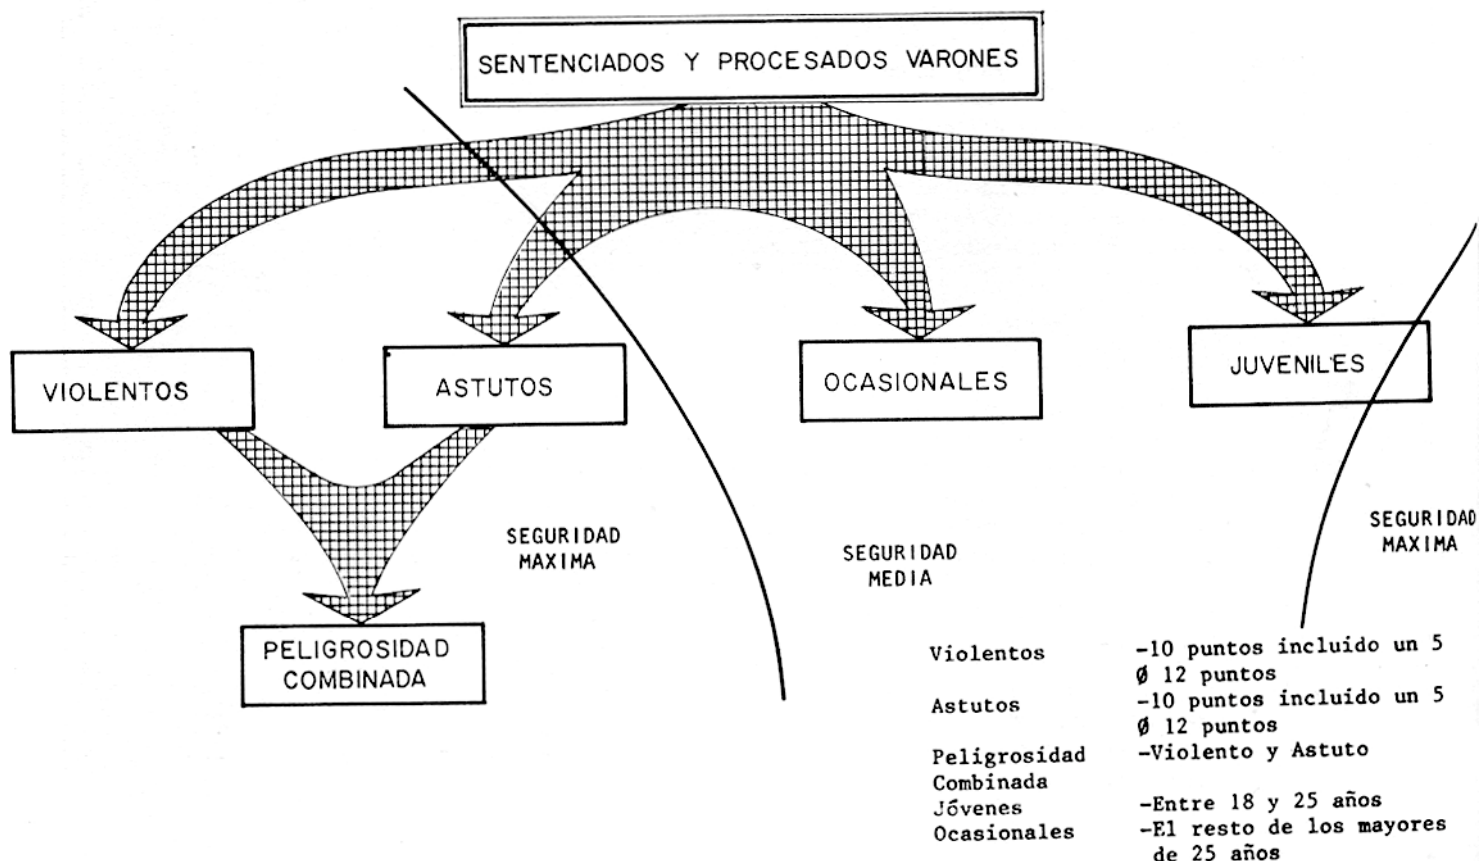 SENTENCIADOS Y PROCESADOS VARONES
VIOLENTOS
ASTUTOS
OCASIONALES
JUVENILES
SEGURIDAD
MAXIMA
SEGURIDAD
MEDIA
SEGURIDAD
MAXIMA
PELIGROSIDAD
COMBINADA
Violentos -10 puntos incluido un 5
Ø 12 puntos
Astutos -10 puntos incluido un 5
Ø 12 puntos
Peligrosidad -Violento y Astuto
Combinada
Jóvenes -Entre 18 y 25 años
Ocasionales -El resto de los mayores
de 25 años